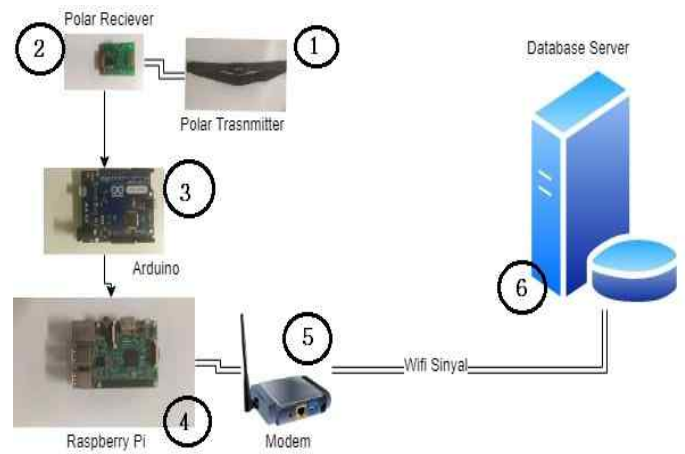 Polar Reciever
2
1
Database Server
Polar Trasnmitter
3
Arduino
6
5
Wifi Sinyal
4
Raspberry Pi
Modem